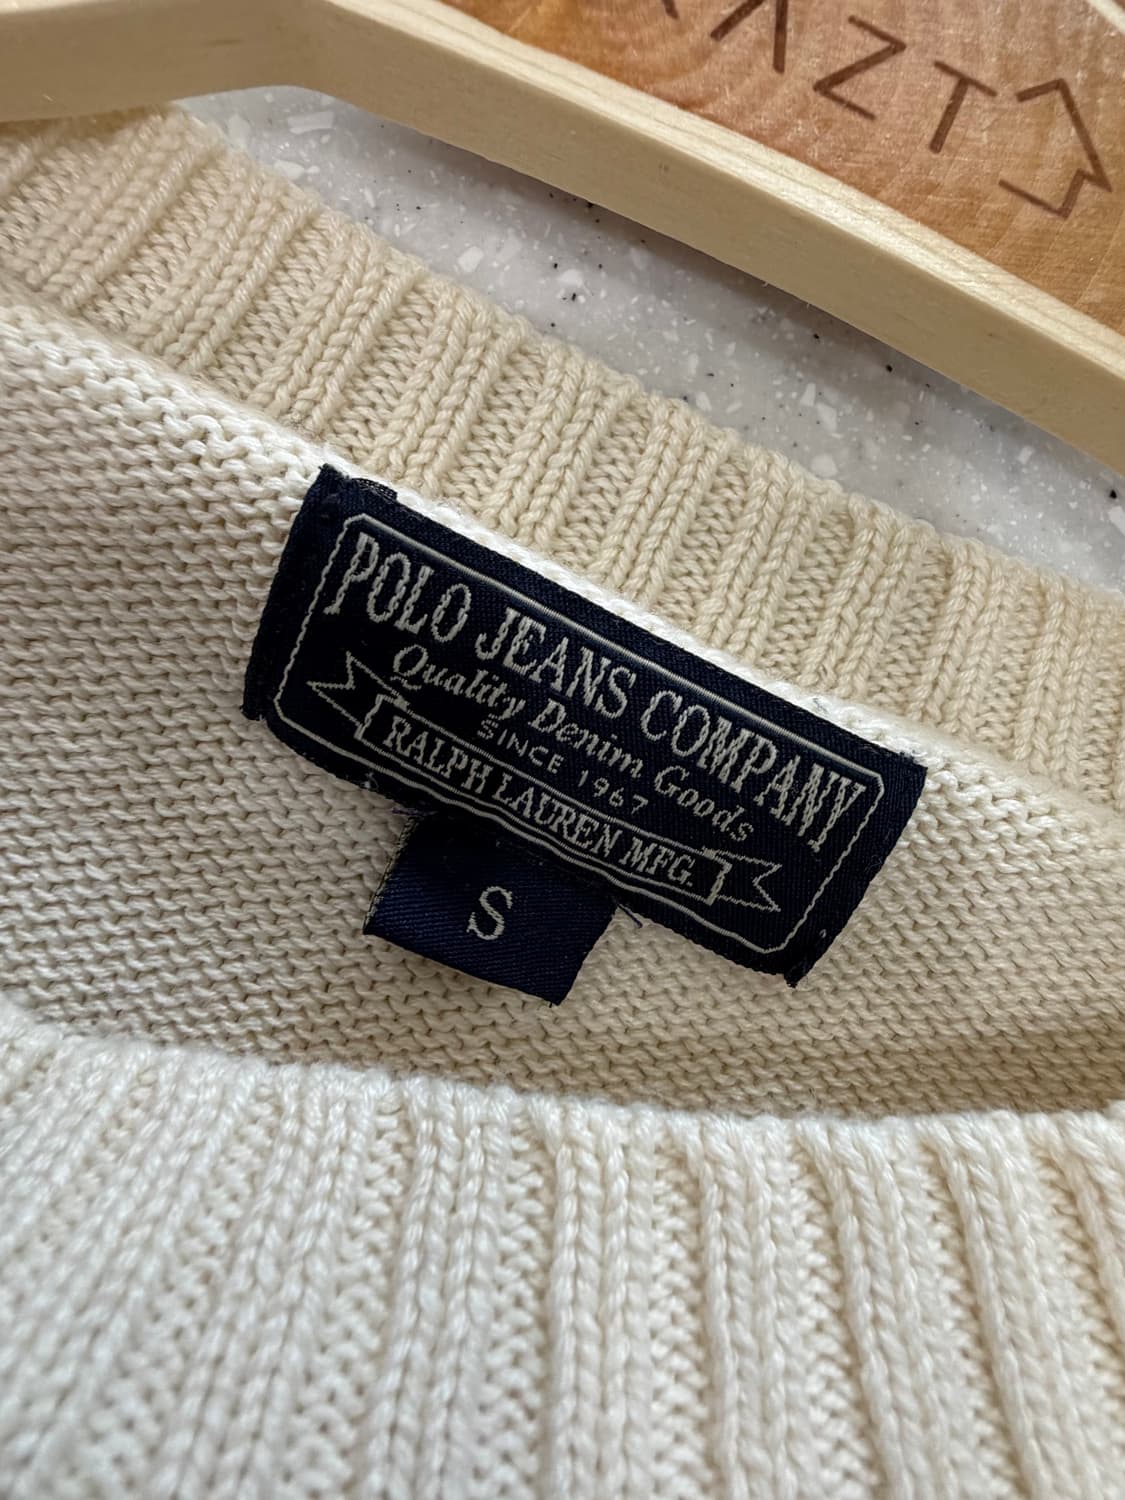 POLO JEANS COMPANY
Quality Denim Goods
SINCE 1967
RALPH LAUREN MFG.
S